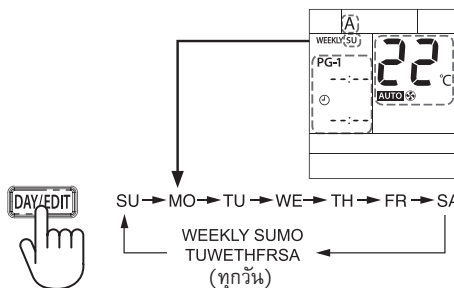 A
WEEKLY SU
PG-1
22 °C
--:--
AUTO
--:--
DAY/EDIT
SU → MO → TU → WE → TH → FR → SA
WEEKLY SUMO
TUWETHFRSA
(ทุกวัน)